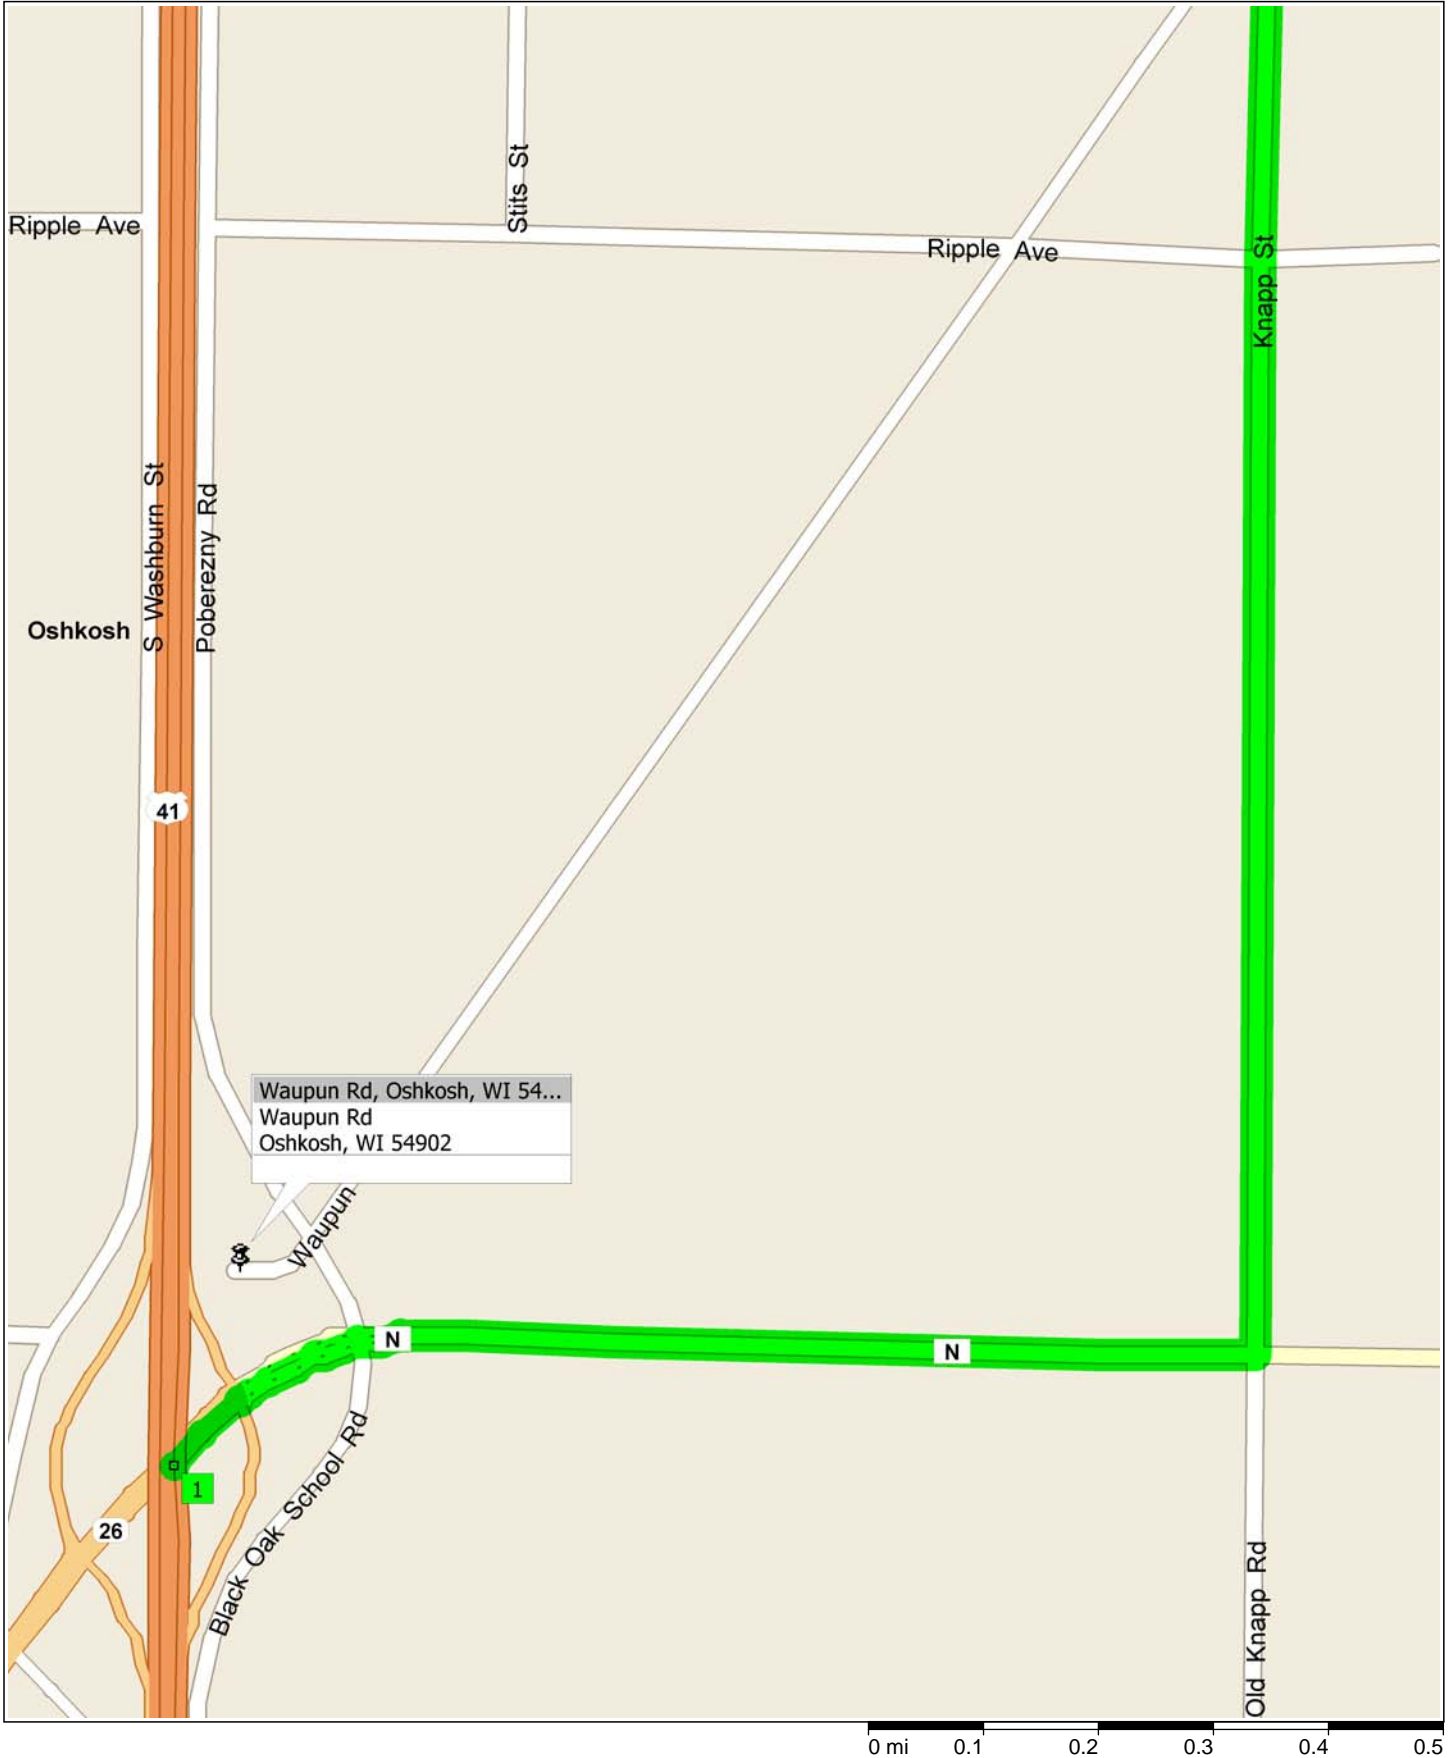 Stits St
Ripple Ave
Ripple Ave
Knapp St
S Washburn St
Poberezny Rd
Oshkosh
41
Waupun Rd, Oshkosh, WI 54...
Waupun Rd
Oshkosh, WI 54902
Waupun
N
N
1
26
Black Oak School Rd
Old Knapp Rd
0 mi 0.1 0.2 0.3 0.4 0.5